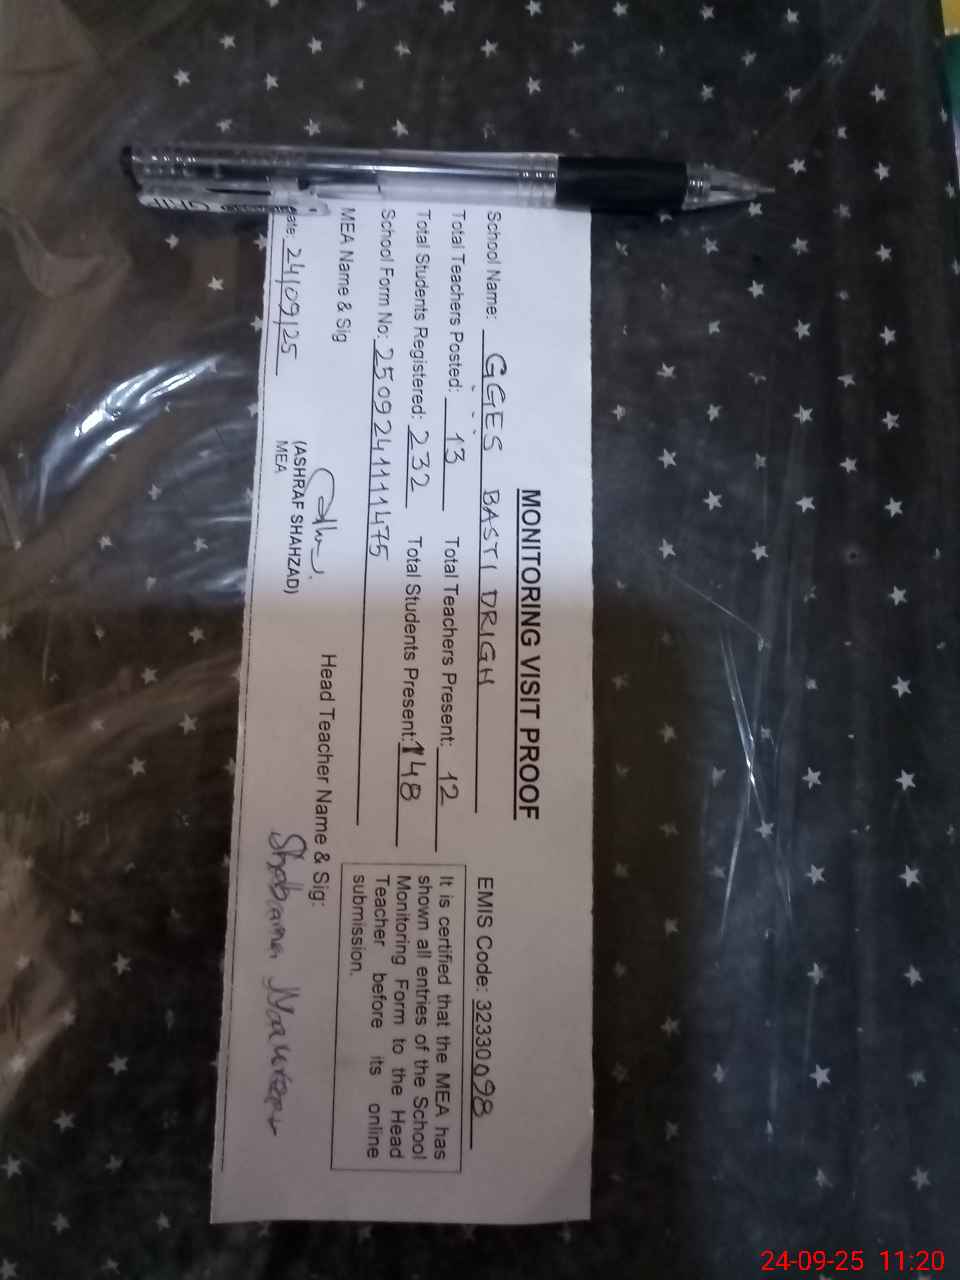 MONITORING VISIT PROOF
School Name: GGES BASTI DRIGH EMIS Code: 32330098
Total Teachers Posted: 13 Total Teachers Present: 12
Total Students Registered: 232 Total Students Present: 148
School Form No: 250924111475
It is certified that the MEA has
shown all entries of the School
Monitoring Form to the Head
Teacher before its online
submission.
MEA Name & Sig
(ASHRAF SHAHZAD)
MEA
Head Teacher Name & Sig:
Shabana
Date: 24/09/25
24-09-25 11:20